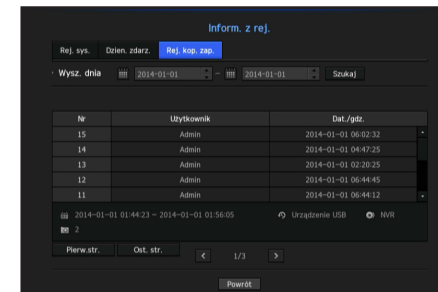 Inform. z rej.
Rej. sys. Dzien. zdarz. Rej. kop. zap.
Wysz. dnia 2014-01-01 ~ 2014-01-01 Szukaj
Nr Użytkownik Dat./gdz.
15 Admin 2014-01-01 06:02:32
14 Admin 2014-01-01 04:47:25
13 Admin 2014-01-01 02:20:25
12 Admin 2014-01-01 06:44:45
11 Admin 2014-01-01 06:44:12
2014-01-01 01:44:23 ~ 2014-01-01 01:56:05 Urządzenie USB NVR
2
Pierw.str. Ost. str. < 1/3 >
Powrót